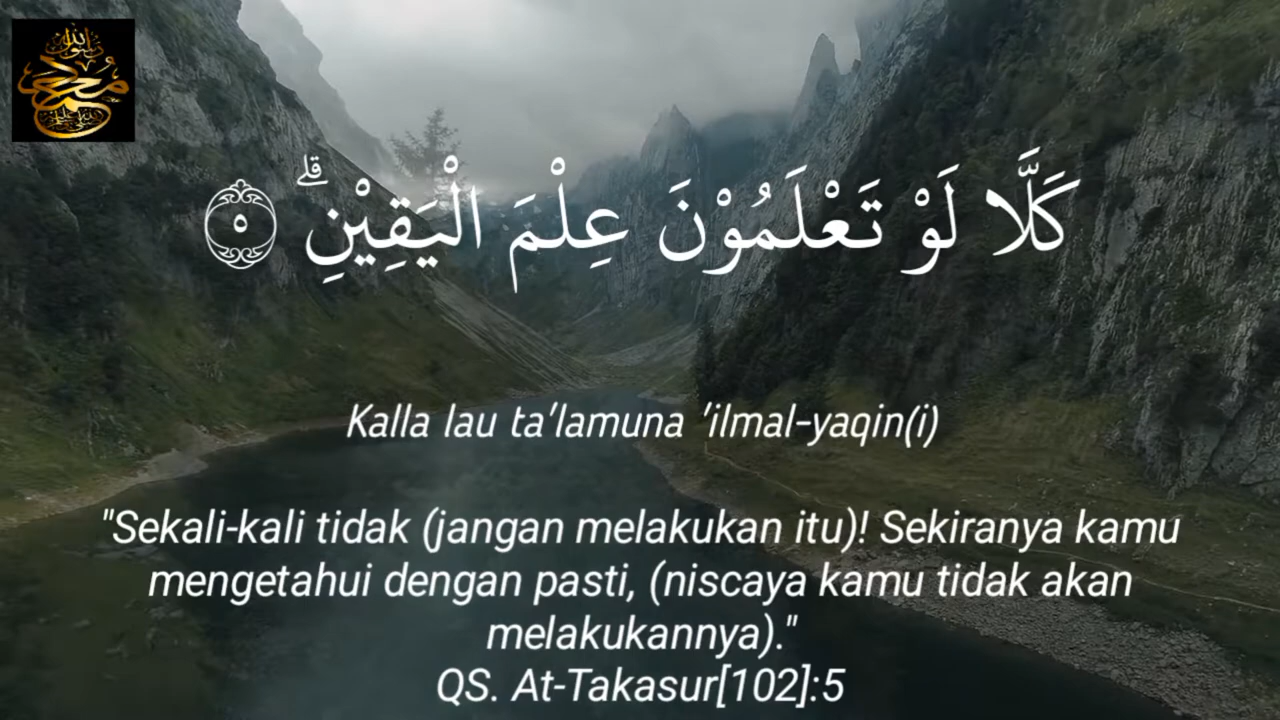 كَلَّا لَوْ تَعْلَمُوْنَ عِلْمَ الْيَقِيْنِۗ ۝٥
Kalla lau ta'lamuna 'ilmal-yaqin(i)
"Sekali-kali tidak (jangan melakukan itu)! Sekiranya kamu
mengetahui dengan pasti, (niscaya kamu tidak akan
melakukannya)."
QS. At-Takasur[102]:5